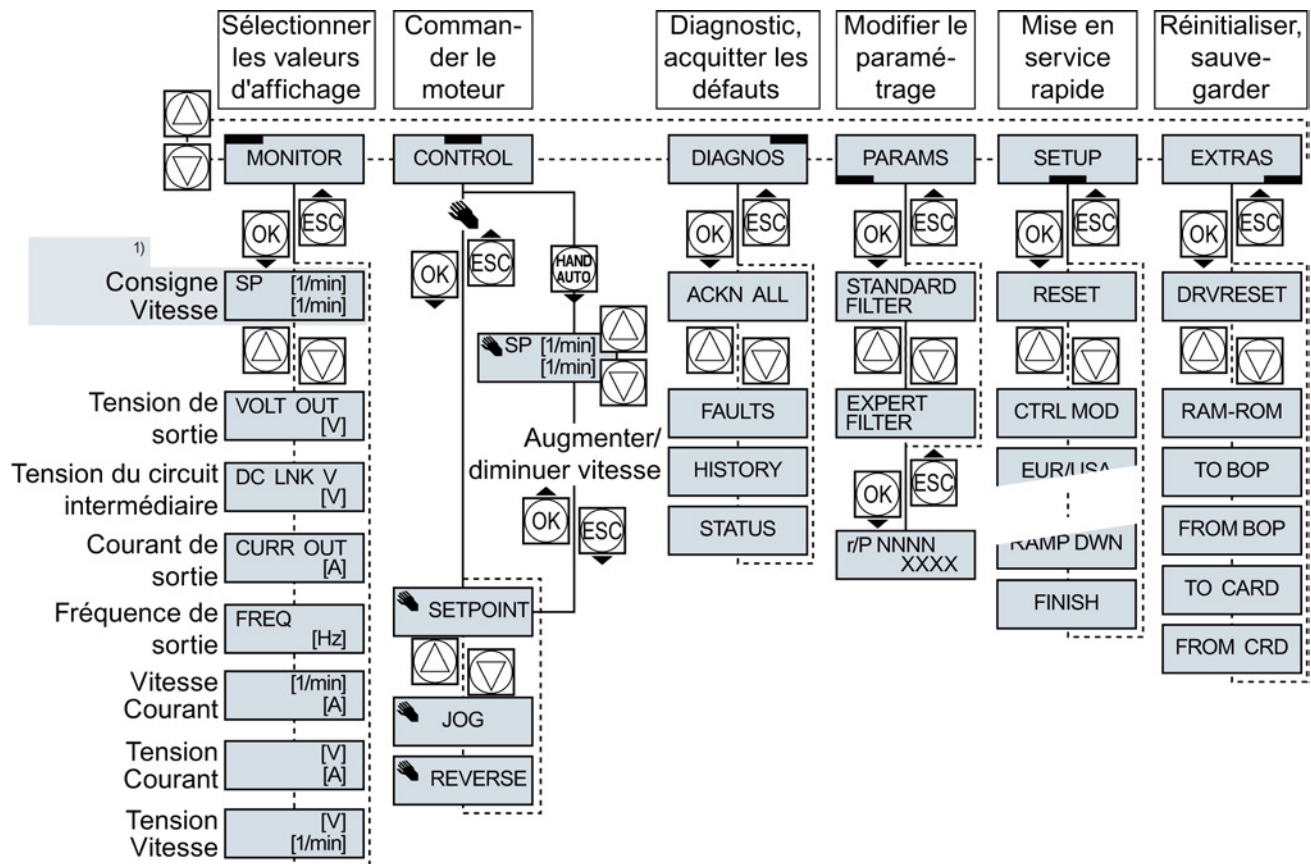 Sélectionner
les valeurs
d'affichage
Comman-
der le
moteur
Diagnostic,
acquitter les
défauts
Modifier le
paramé-
trage
Mise en
service
rapide
Réinitialiser,
sauve-
garder
MONITOR
CONTROL
DIAGNOS
PARAMS
SETUP
EXTRAS
OK
ESC
1)
Consigne
Vitesse
SP [1/min]
[1/min]
Tension de
sortie
VOLT OUT
[V]
Tension du circuit
intermédiaire
DC LNK V
[V]
Courant de
sortie
CURR OUT
[A]
Fréquence de
sortie
FREQ
[Hz]
Vitesse
Courant
[1/min]
[A]
Tension
Courant
[V]
[A]
Tension
Vitesse
[V]
[1/min]
OK
ESC
HAND
AUTO
SP [1/min]
[1/min]
Augmenter/
diminuer vitesse
OK
ESC
SETPOINT
JOG
REVERSE
OK
ESC
ACKN ALL
FAULTS
HISTORY
STATUS
OK
ESC
STANDARD
FILTER
EXPERT
FILTER
OK
ESC
r/P NNNN
XXXX
OK
ESC
RESET
CTRL MOD
EUR/USA
RAMP DWN
FINISH
OK
ESC
DRVRESET
RAM-ROM
TO BOP
FROM BOP
TO CARD
FROM CRD